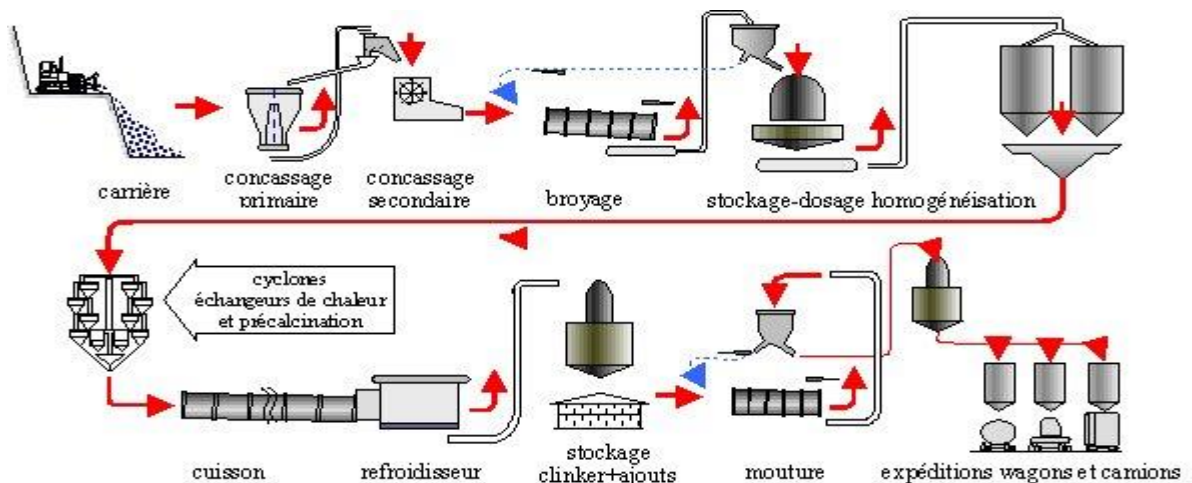 carrière
concassage
primaire
concassage
secondaire
broyage
stockage-dosage homogénéisation
cyclones
échangeurs de chaleur
et précalcination
cuisson
refroidisseur
stockage
clinker+ajouts
mouture
expéditions wagons et camions